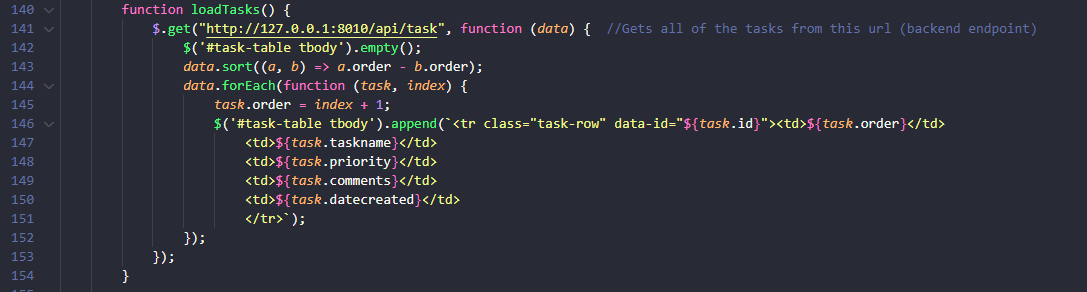 140 function loadTasks() {
141 $.get("http://127.0.0.1:8010/api/task", function (data) {  //Gets all of the tasks from this url (backend endpoint)
142 $('#task-table tbody').empty();
143 data.sort((a, b) => a.order - b.order);
144 data.forEach(function (task, index) {
145 task.order = index + 1;
146 $('#task-table tbody').append(`<tr class="task-row" data-id="${task.id}"><td>${task.order}</td>
147 <td>${task.taskname}</td>
148 <td>${task.priority}</td>
149 <td>${task.comments}</td>
150 <td>${task.datecreated}</td>
151 </tr>`);
152 });
153 });
154 }